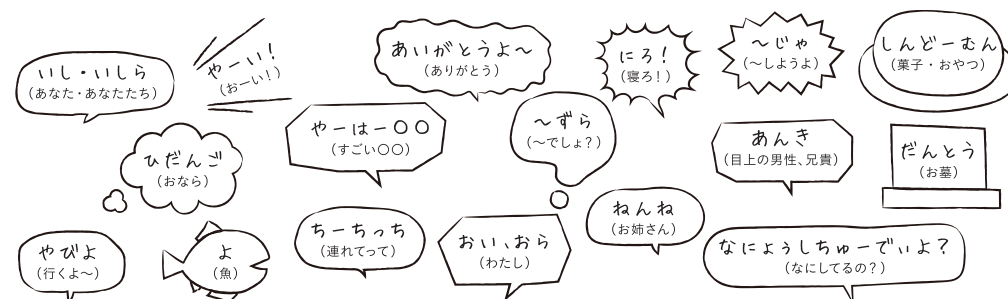 いし・いしら
（あなた・あなたたち）
やーい！
（おーい！）
あいがとうよ〜
（ありがとう）
にろ！
（寝ろ！）
〜じゃ
（〜しようよ）
しんどーむん
（菓子・おやつ）
ひだんご
（おなら）
やーはー〇〇
（すごい〇〇）
〜ずら
（〜でしょ？）
あんき
（目上の男性、兄貴）
だんとう
（お墓）
やびよ
（行くよ〜）
よ
（魚）
ちーちっち
（連れてって）
おい、おら
（わたし）
ねんね
（お姉さん）
なにょぅしちゅーでぃぃよ？
（なにしてるの？）